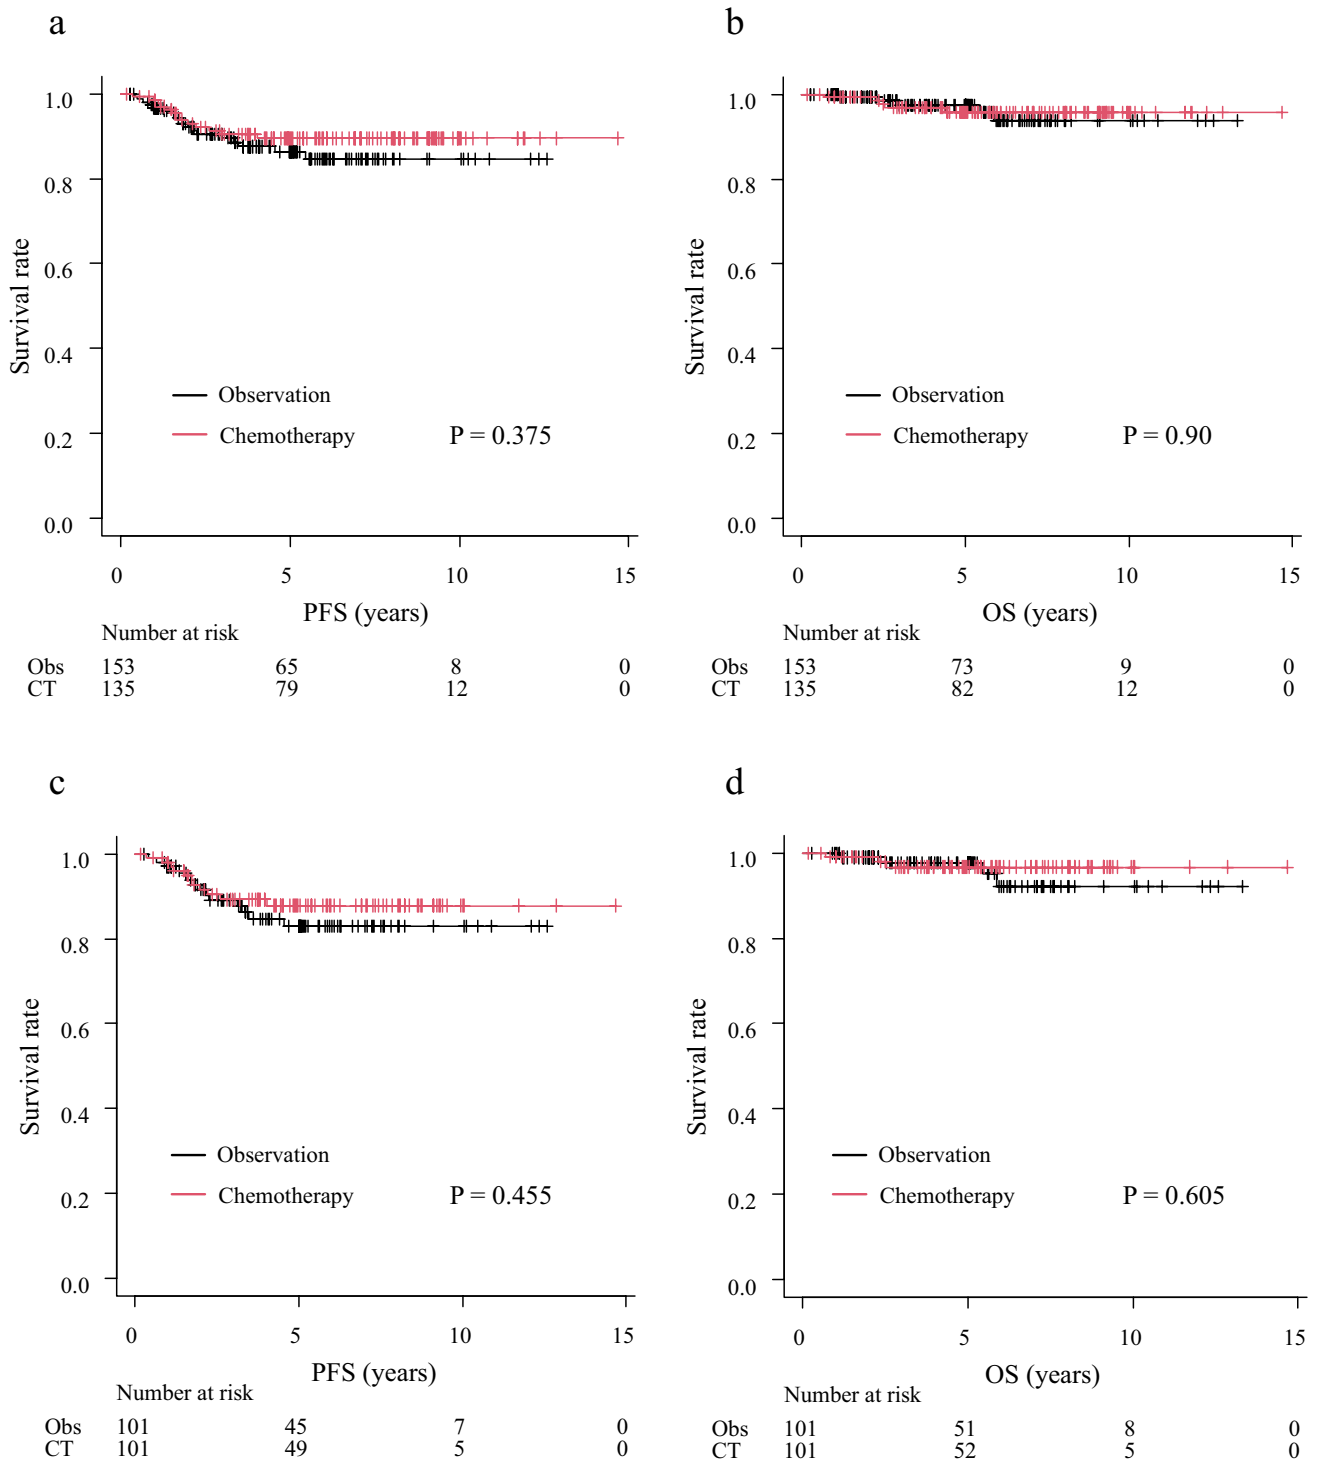 a
1.0
0.8
0.6
0.4
0.2
0.0
Survival rate
Observation
Chemotherapy
P = 0.375
0 5 10 15
PFS (years)
Number at risk
Obs 153 65 8 0
CT 135 79 12 0
b
1.0
0.8
0.6
0.4
0.2
0.0
Survival rate
Observation
Chemotherapy
P = 0.90
0 5 10 15
OS (years)
Number at risk
Obs 153 73 9 0
CT 135 82 12 0
c
1.0
0.8
0.6
0.4
0.2
0.0
Survival rate
Observation
Chemotherapy
P = 0.455
0 5 10 15
PFS (years)
Number at risk
Obs 101 45 7 0
CT 101 49 5 0
d
1.0
0.8
0.6
0.4
0.2
0.0
Survival rate
Observation
Chemotherapy
P = 0.605
0 5 10 15
OS (years)
Number at risk
Obs 101 51 8 0
CT 101 52 5 0